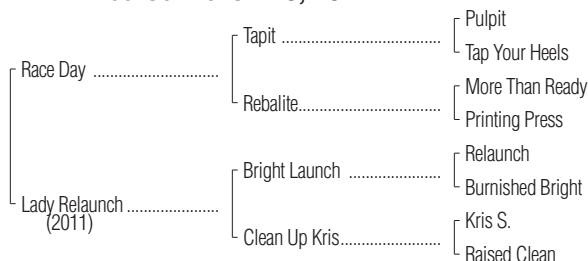 Pulpit
Tapit
Tap Your Heels
Race Day
More Than Ready
Rebalite
Printing Press
Relaunch
Bright Launch
Burnished Bright
Lady Relaunch
(2011)
Kris S.
Clean Up Kris
Raised Clean